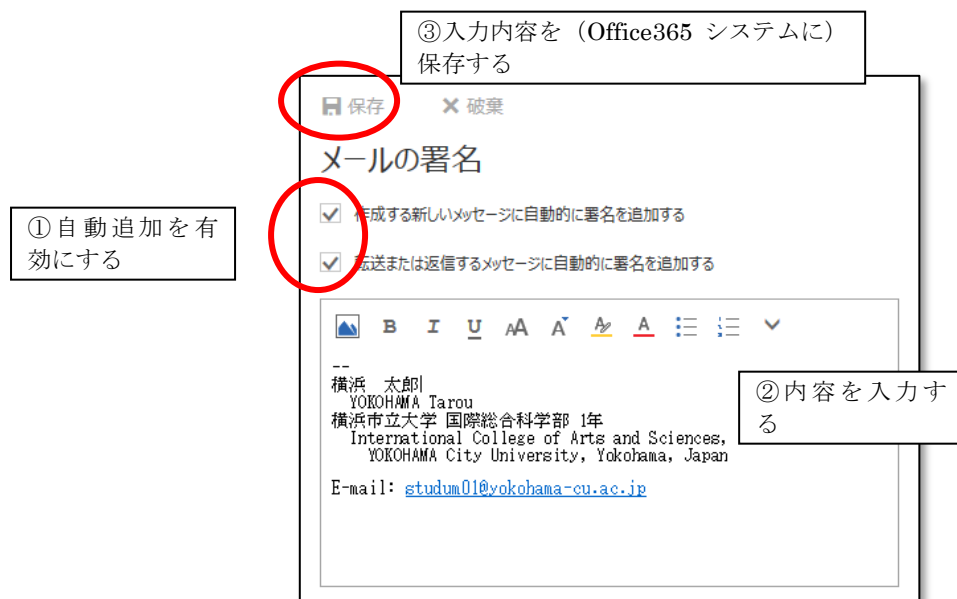 ③入力内容を（Office365 システムに）
保存する
保存 破棄
メールの署名
①自動追加を有
効にする
作成する新しいメッセージに自動的に署名を追加する
転送または返信するメッセージに自動的に署名を追加する
B I U AA A A A
--
横浜 太郎
YOKOHAMA Tarou
横浜市立大学 国際総合科学部 1年
International College of Arts and Sciences,
YOKOHAMA City University, Yokohama, Japan
②内容を入力す
る
E-mail: studum01@yokohama-cu.ac.jp